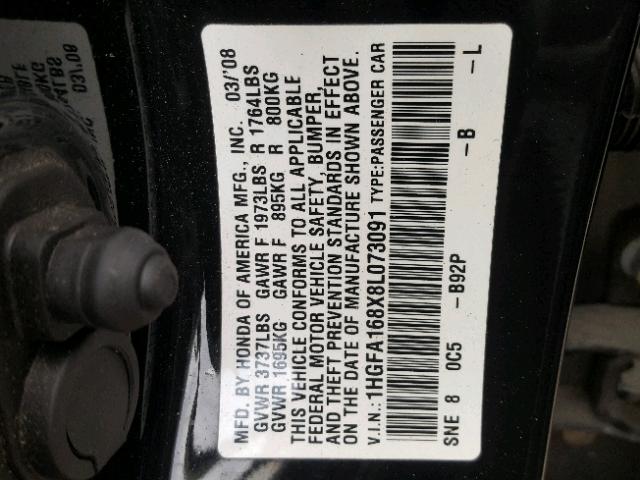 MFD. BY HONDA OF AMERICA MFG., INC. 03/'08
GVWR 3737LBS GAWR F 1973LBS R 1764LBS
GVWR 1695KG GAWR F 895KG R 800KG
THIS VEHICLE CONFORMS TO ALL APPLICABLE
FEDERAL MOTOR VEHICLE SAFETY, BUMPER,
AND THEFT PREVENTION STANDARDS IN EFFECT
ON THE DATE OF MANUFACTURE SHOWN ABOVE.
V.I.N.:1HGFA168X8L073091 TYPE:PASSENGER CAR
SNE 8 0C5 -B92P -B -L
03/'08